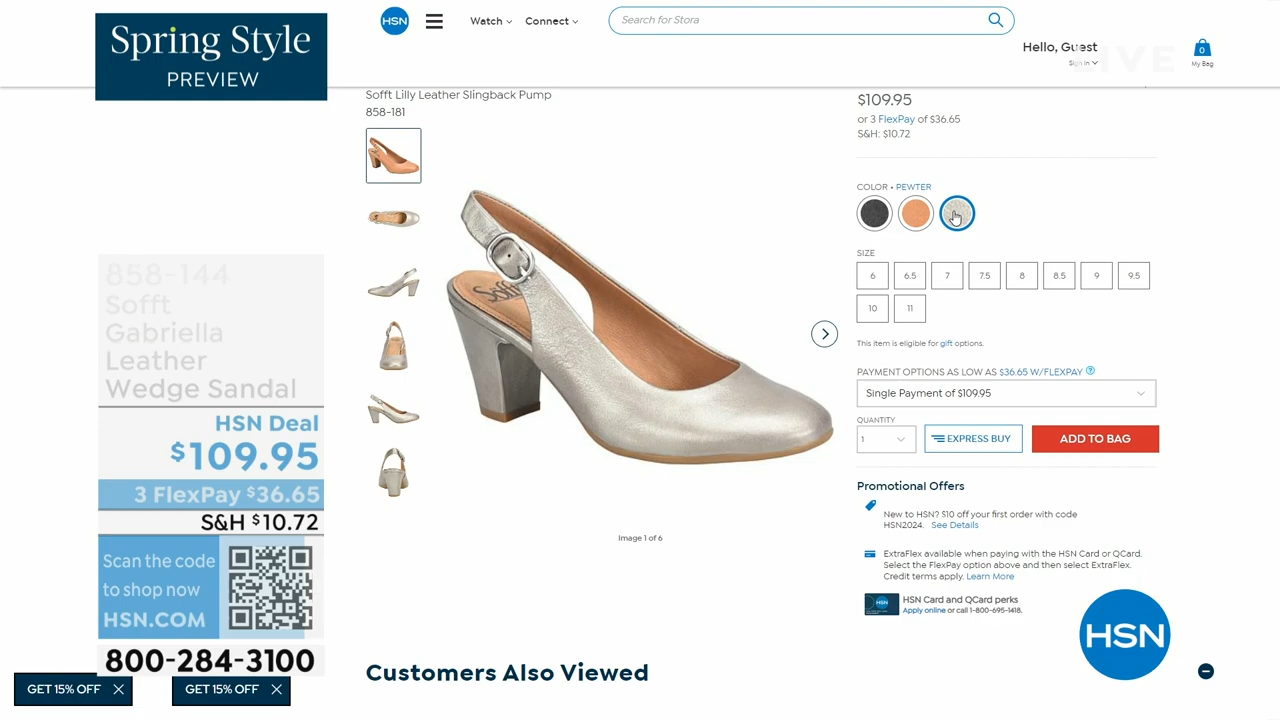 Spring Style
PREVIEW
HSN
Watch
Connect
Search for Stora
Hello, Guest
Sign In
LIVE
0
My Bag
Sofft Lilly Leather Slingback Pump
858-181
$109.95
or 3 FlexPay of $36.65
S&H: $10.72
COLOR • PEWTER
SIZE
6 6.5 7 7.5 8 8.5 9 9.5
10 11
This item is eligible for gift options.
PAYMENT OPTIONS AS LOW AS $36.65 W/FLEXPAY ?
Single Payment of $109.95
QUANTITY
1
EXPRESS BUY
ADD TO BAG
Promotional Offers
New to HSN? $10 off your first order with code
HSN2024. See Details
ExtraFlex available when paying with the HSN Card or QCard.
Select the FlexPay option above and then select ExtraFlex.
Credit terms apply. Learn More
HSN
HSN Card and QCard perks
Apply online or call 1-800-695-1418.
Söfft
Image 1 of 6
858-144
Sofft
Gabriella
Leather
Wedge Sandal
HSN Deal
$109.95
3 FlexPay $36.65
S&H $10.72
Scan the code
to shop now
HSN.COM
800-284-3100
GET 15% OFF
GET 15% OFF
Customers Also Viewed
HSN